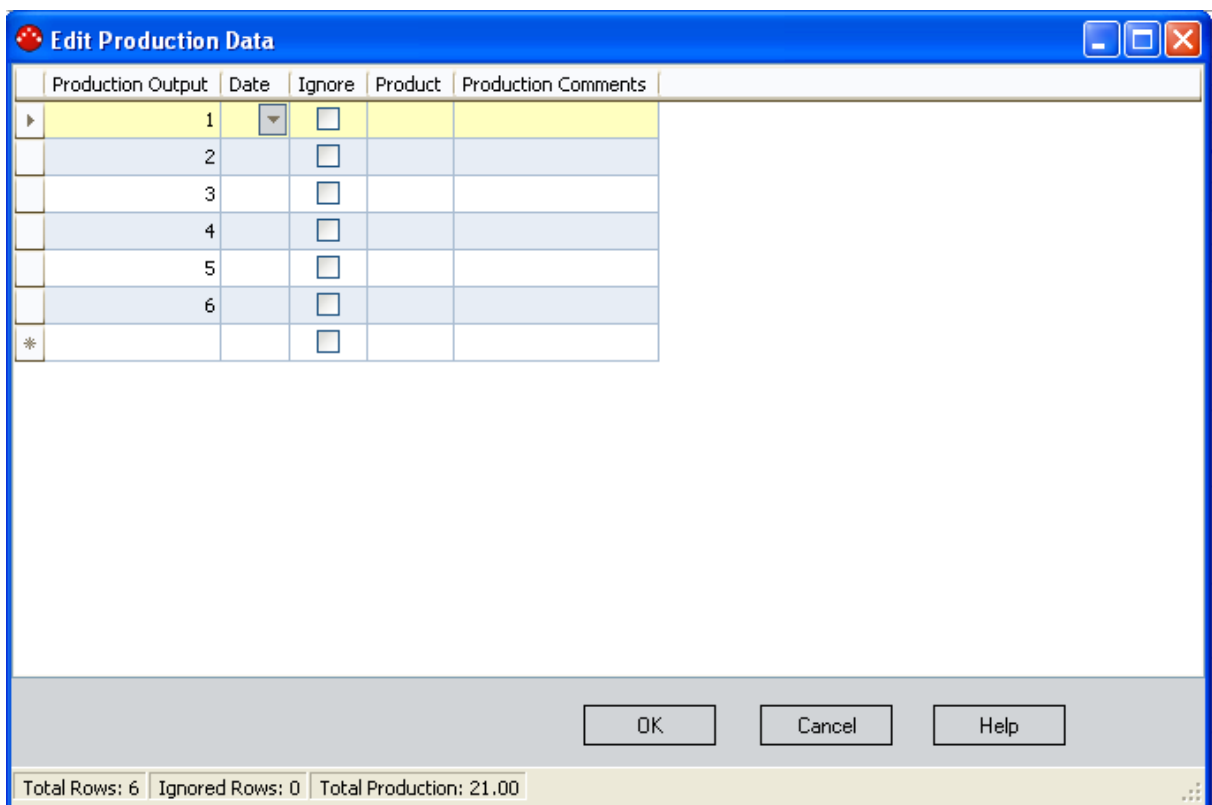 Edit Production Data
Production Output Date Ignore Product Production Comments
1
2
3
4
5
6
OK Cancel Help
Total Rows: 6 Ignored Rows: 0 Total Production: 21.00